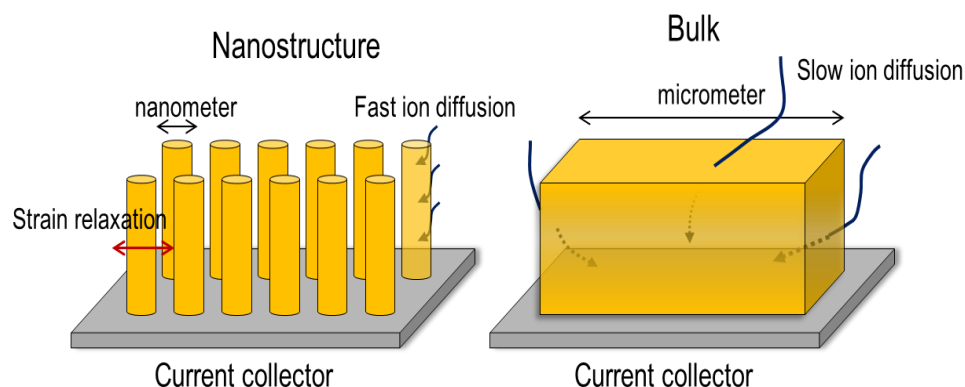 Nanostructure
nanometer
Fast ion diffusion
Strain relaxation
Current collector
Bulk
Slow ion diffusion
micrometer
Current collector